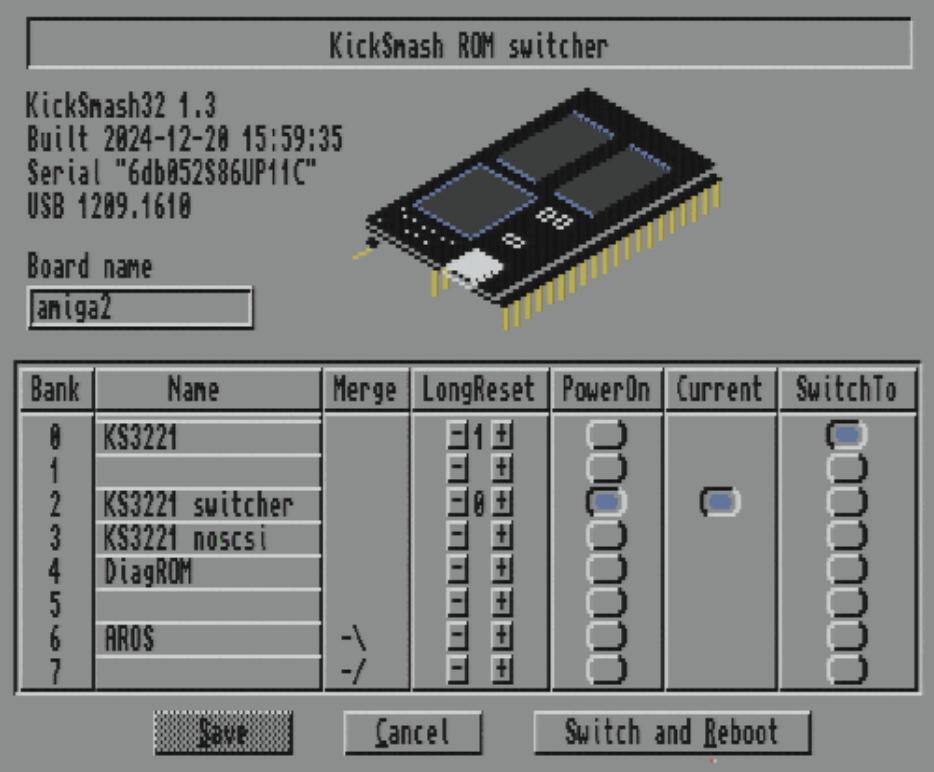 KickSmash ROM switcher
KickSmash32 1.3
Built 2024-12-20 15:59:35
Serial "6db052S86UP11C"
USB 1209.1610
Board name
amiga2
Bank Name Merge LongReset PowerOn Current SwitchTo
0 KS3221 - 1 +
1 - +
2 KS3221 switcher - 0 +
3 KS3221 noscsi - +
4 DiagROM - +
5 - +
6 AROS -\ - +
7 -/ - +
Save Cancel Switch and Reboot